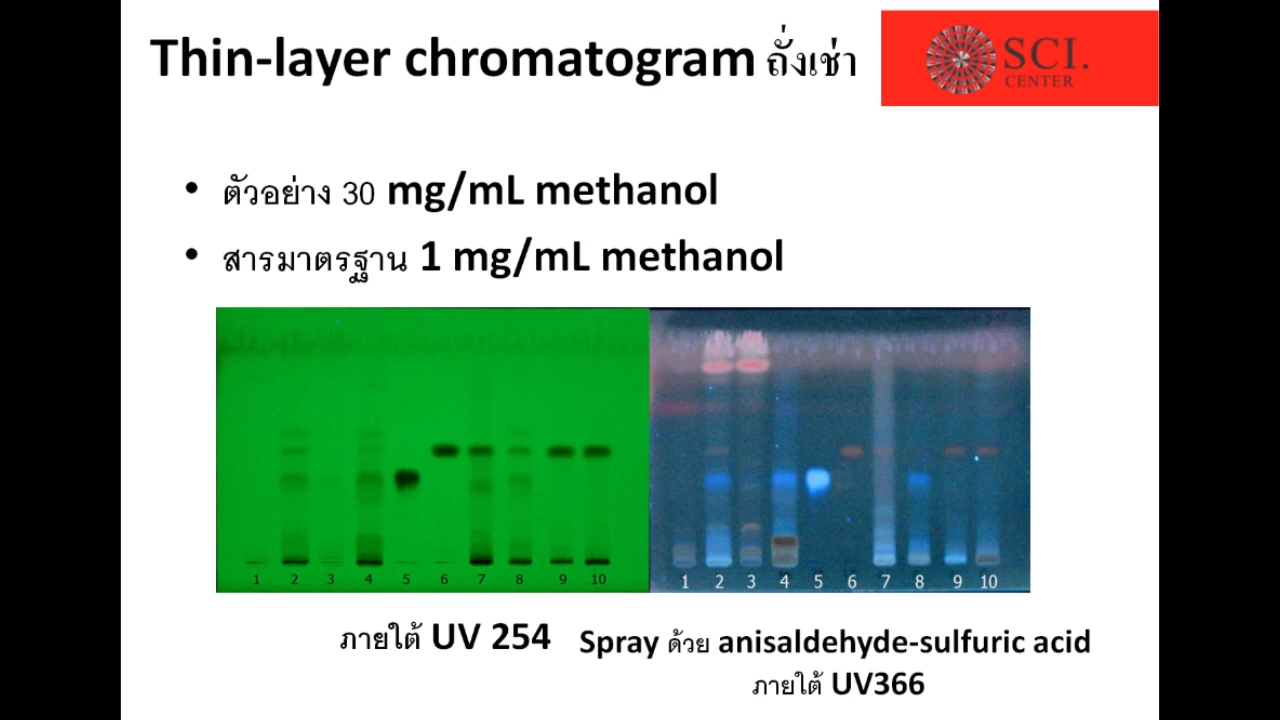 Thin-layer chromatogram ถั่งเช่า
SCI.
CENTER
• ตัวอย่าง 30 mg/mL methanol
• สารมาตรฐาน 1 mg/mL methanol
1 2 3 4 5 6 7 8 9 10
1 2 3 4 5 6 7 8 9 10
ภายใต้ UV 254
Spray ด้วย anisaldehyde-sulfuric acid
ภายใต้ UV366